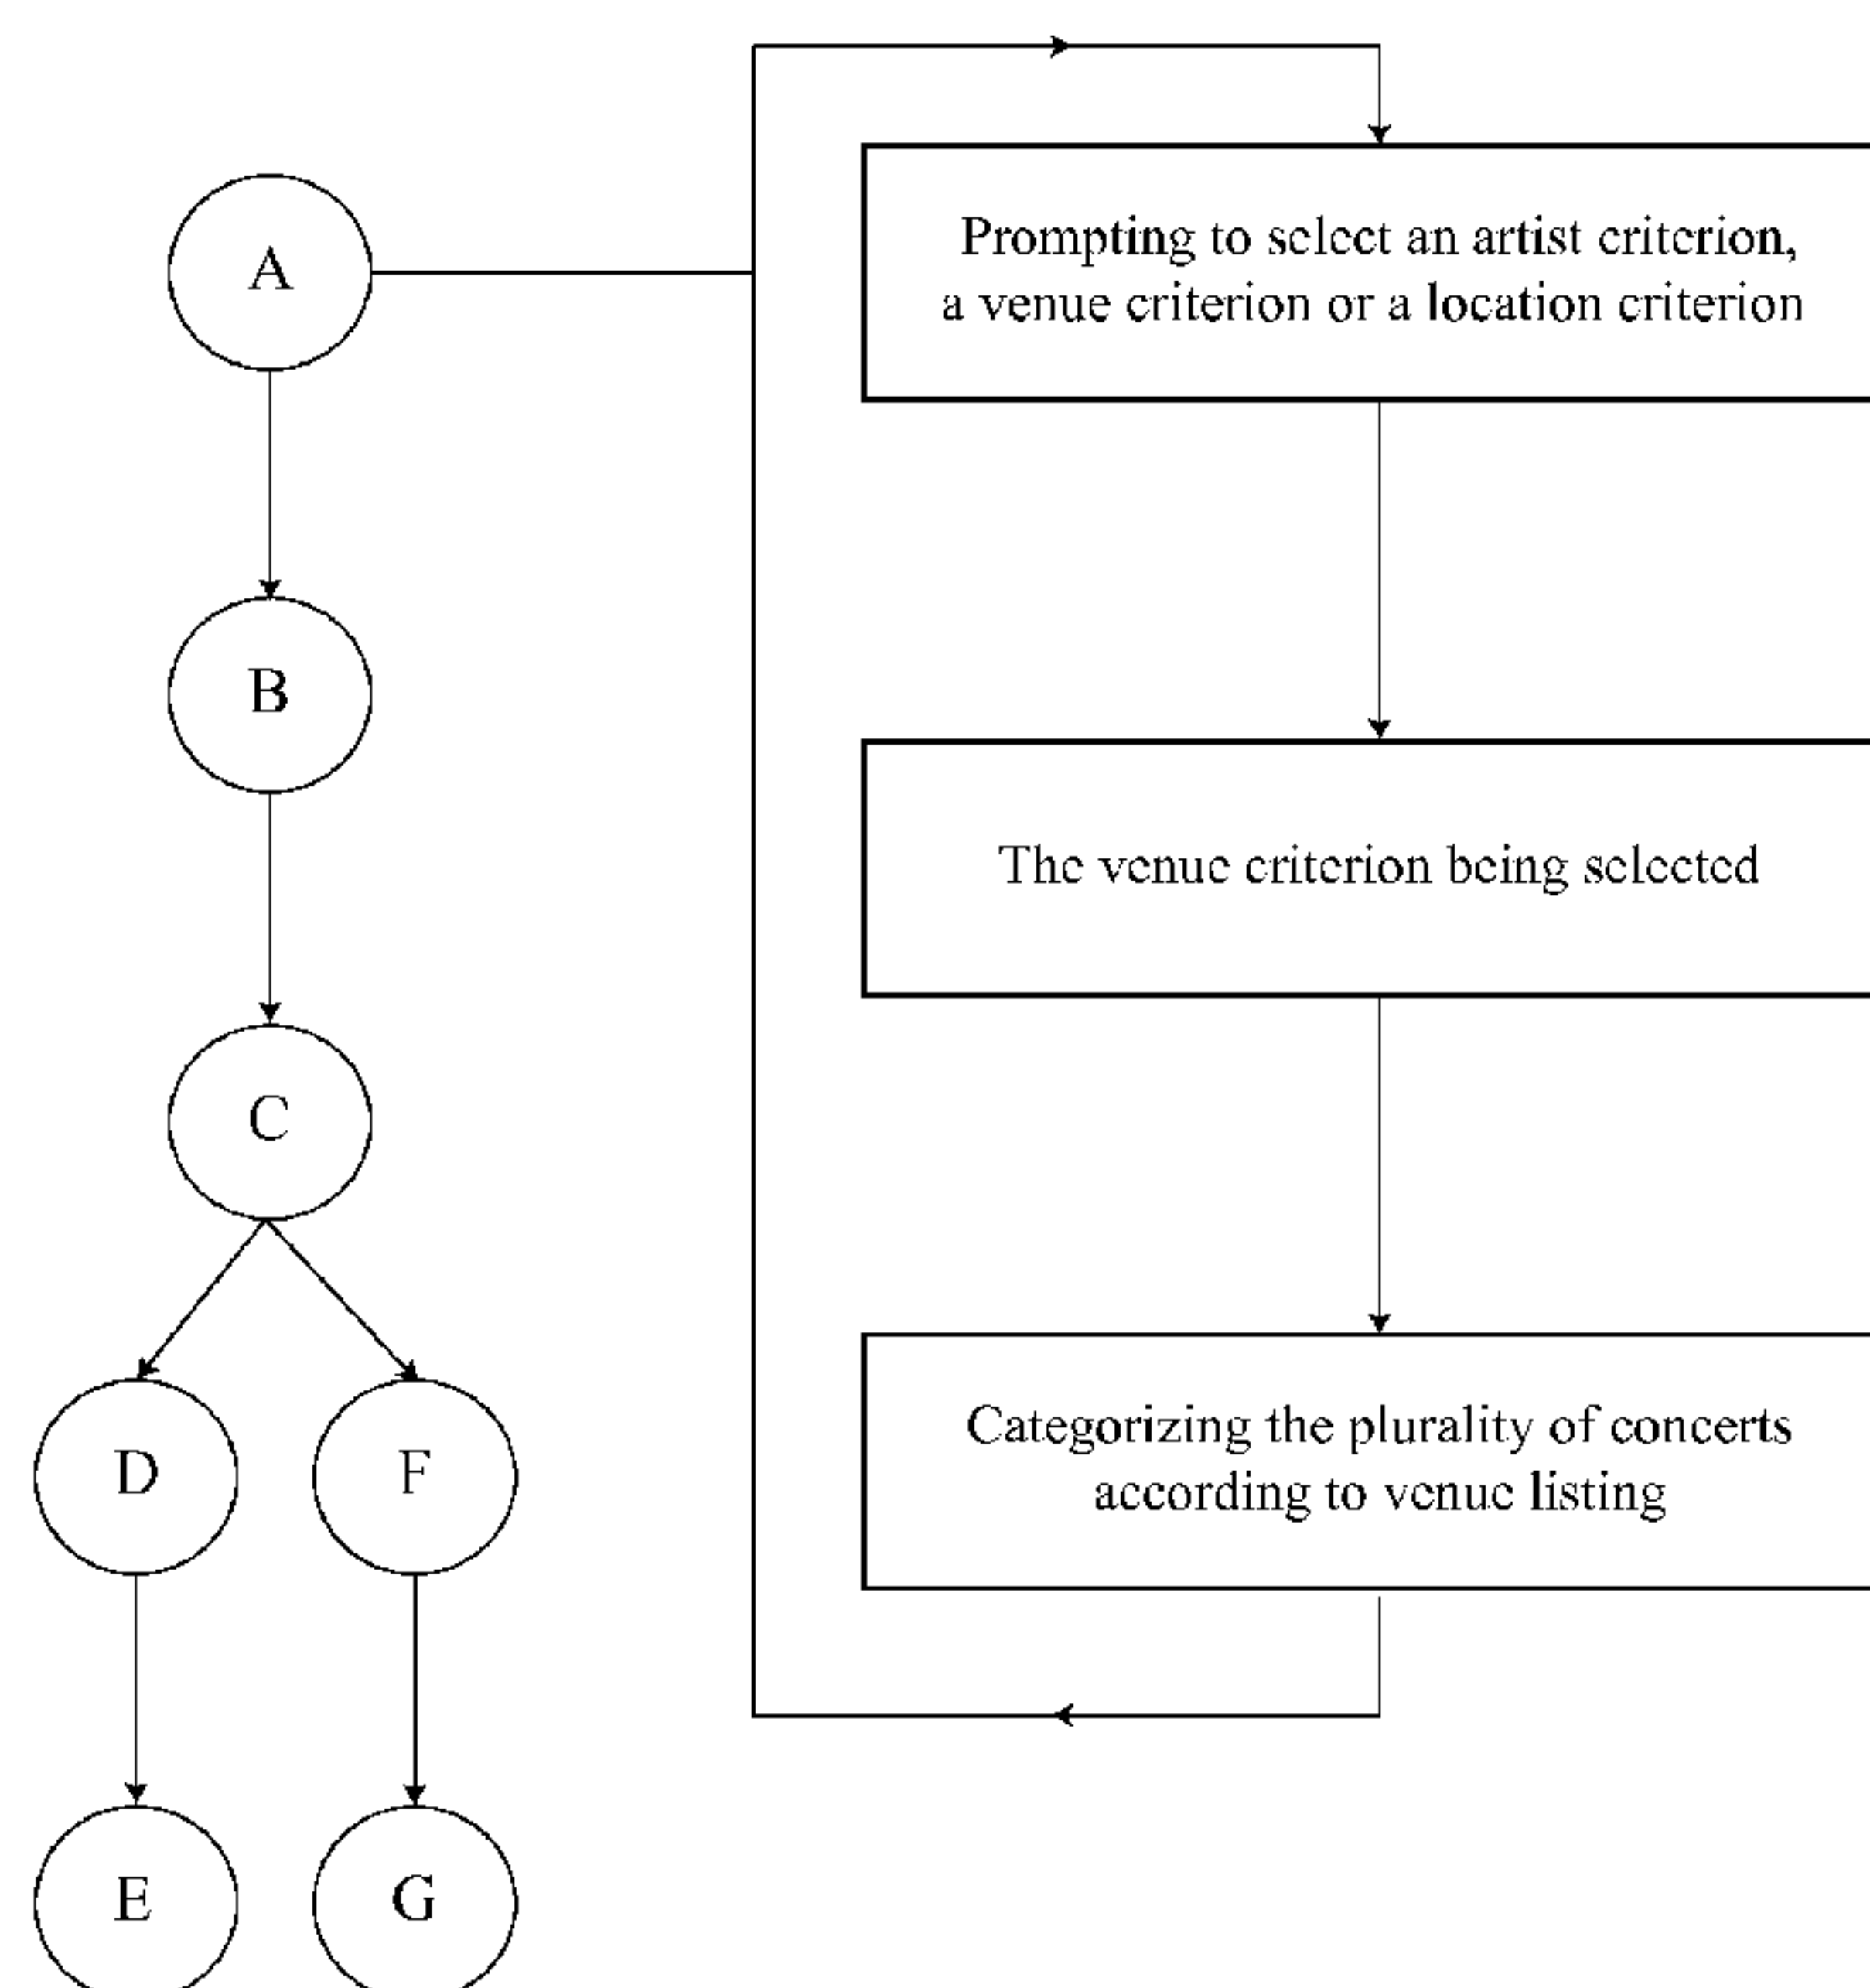 A
Prompting to select an artist criterion,
a venue criterion or a location criterion
B
The venue criterion being selected
C
Categorizing the plurality of concerts
according to venue listing
D
F
E
G